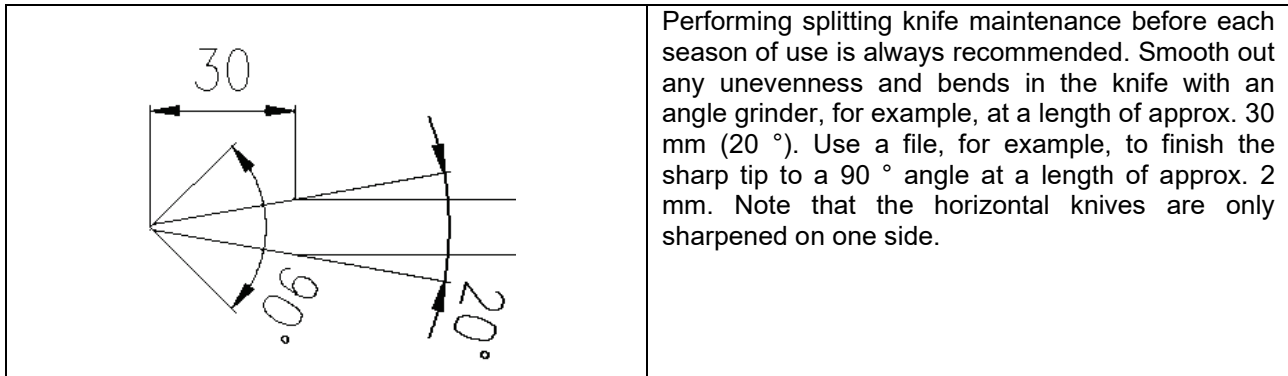 30
90°
20°
Performing splitting knife maintenance before each
season of use is always recommended. Smooth out
any unevenness and bends in the knife with an
angle grinder, for example, at a length of approx. 30
mm (20 °). Use a file, for example, to finish the
sharp tip to a 90 ° angle at a length of approx. 2
mm. Note that the horizontal knives are only
sharpened on one side.